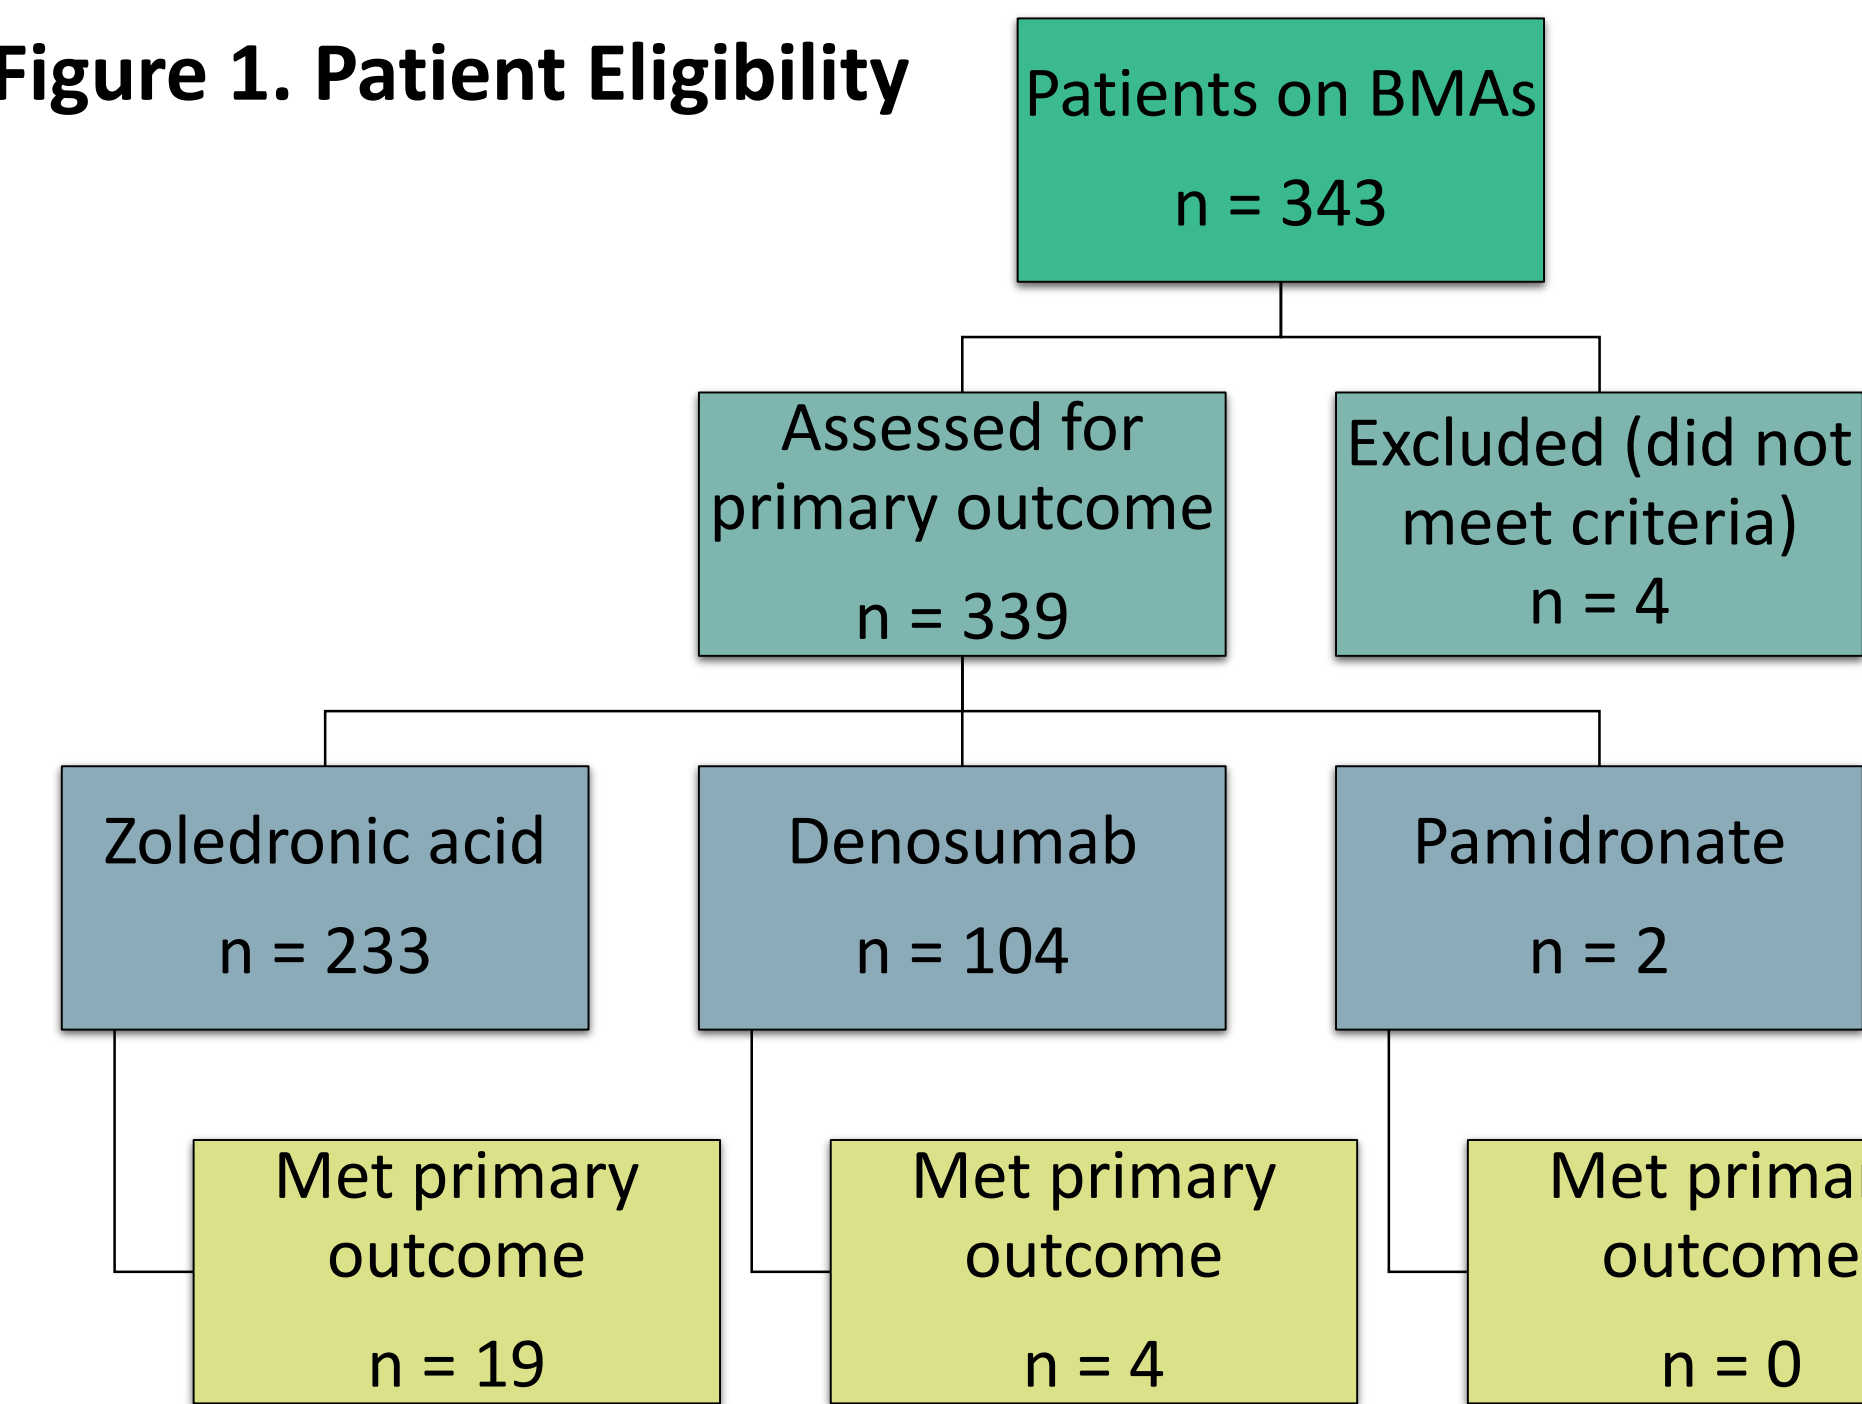 Figure 1. Patient Eligibility
Patients on BMAs
n = 343
Assessed for
primary outcome
n = 339
Excluded (did not
meet criteria)
n = 4
Zoledronic acid
n = 233
Denosumab
n = 104
Pamidronate
n = 2
Met primary
outcome
n = 19
Met primary
outcome
n = 4
Met
outcome
n = 0